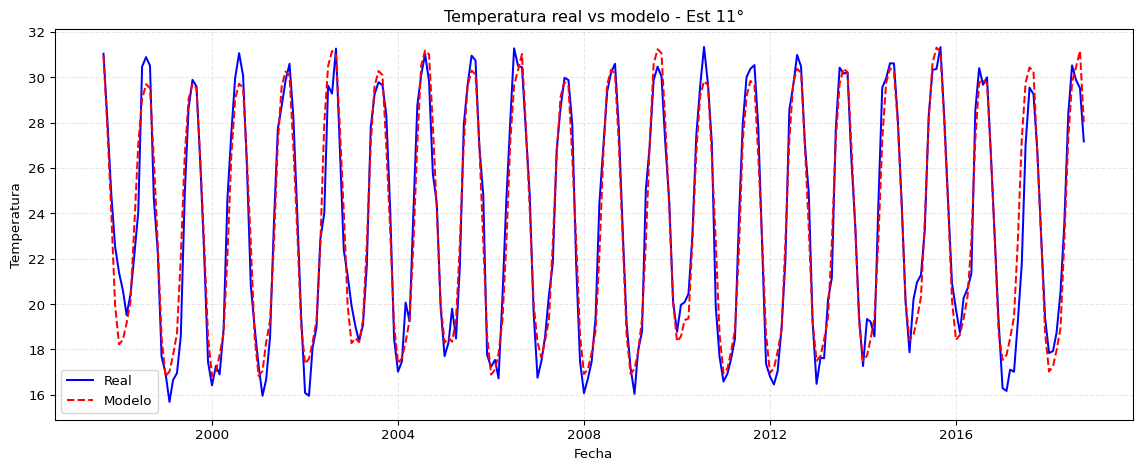 Temperatura real vs modelo - Est 11°
Temperatura
32
30
28
26
24
22
20
18
16
Real
Modelo
2000
2004
2008
2012
2016
Fecha